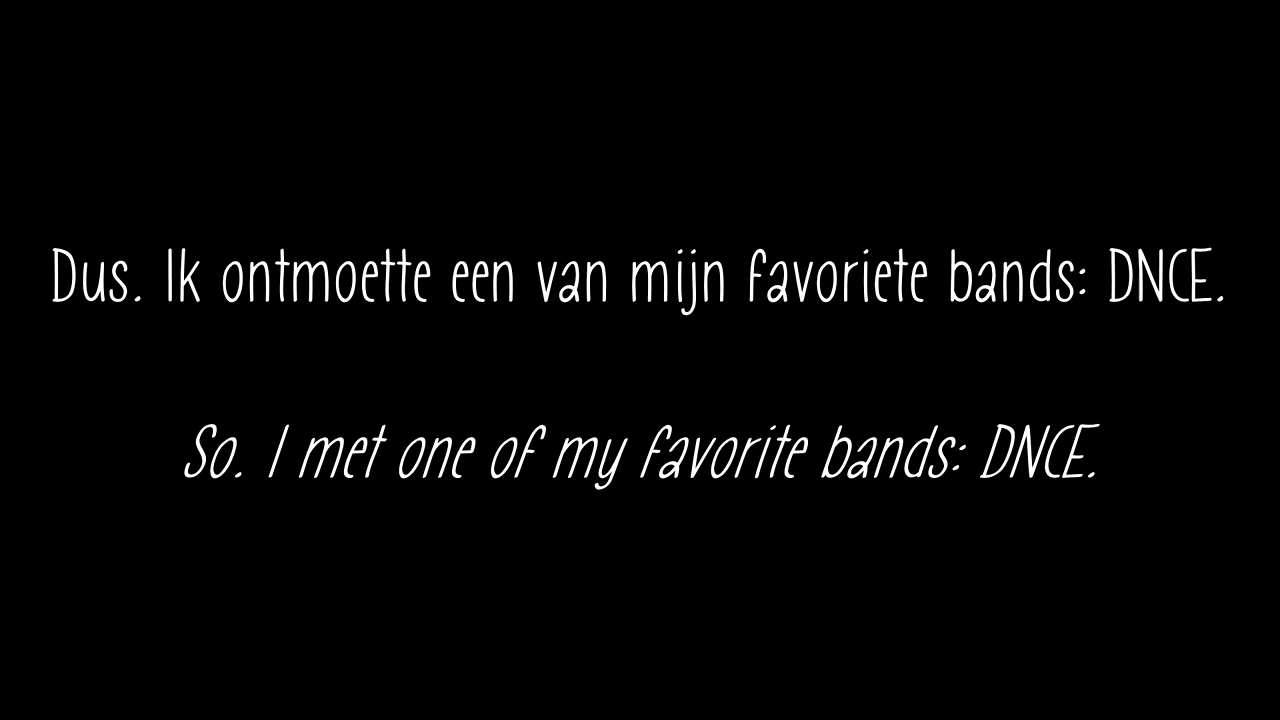 Dus. Ik ontmoette een van mijn favoriete bands: DNCE.
So. I met one of my favorite bands: DNCE.